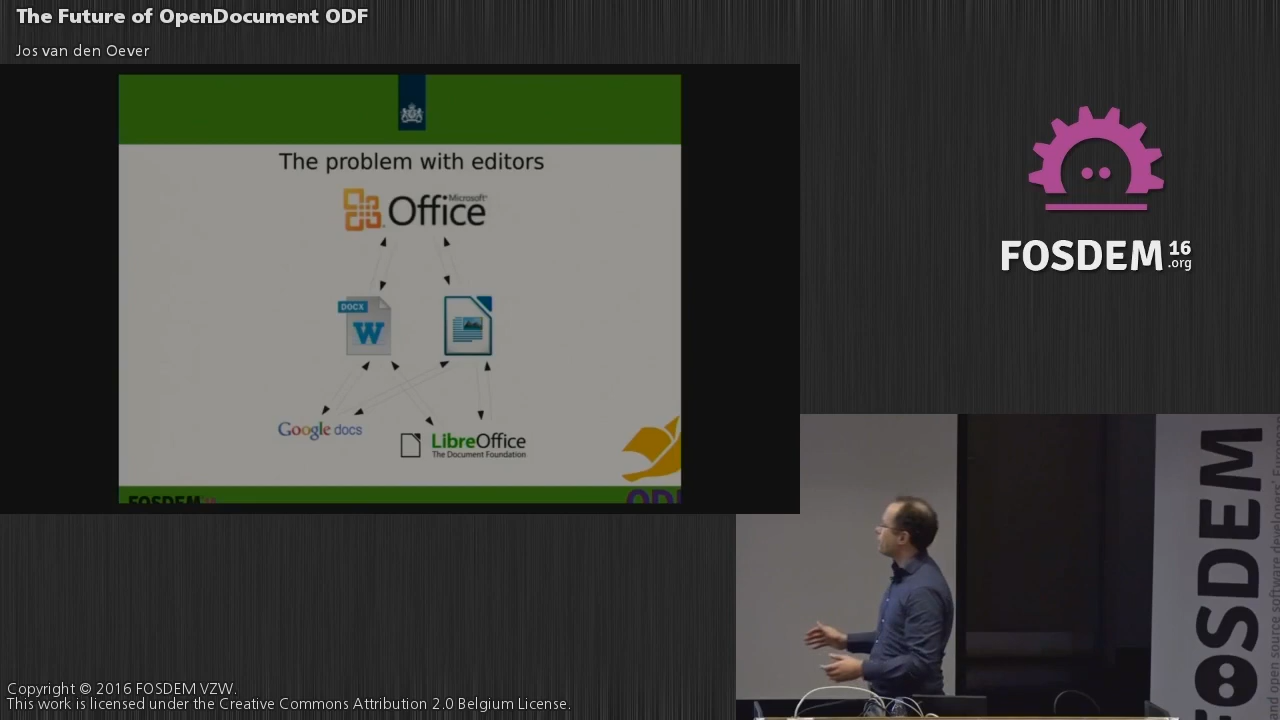 The Future of OpenDocument ODF
Jos van den Oever
The problem with editors
Microsoft
Office
DOCX
W
Google docs
LibreOffice
The Document Foundation
FOSDEM
FOSDEM 16
.org
FOSDEM
Copyright © 2016 FOSDEM VZW.
This work is licensed under the Creative Commons Attribution 2.0 Belgium License.